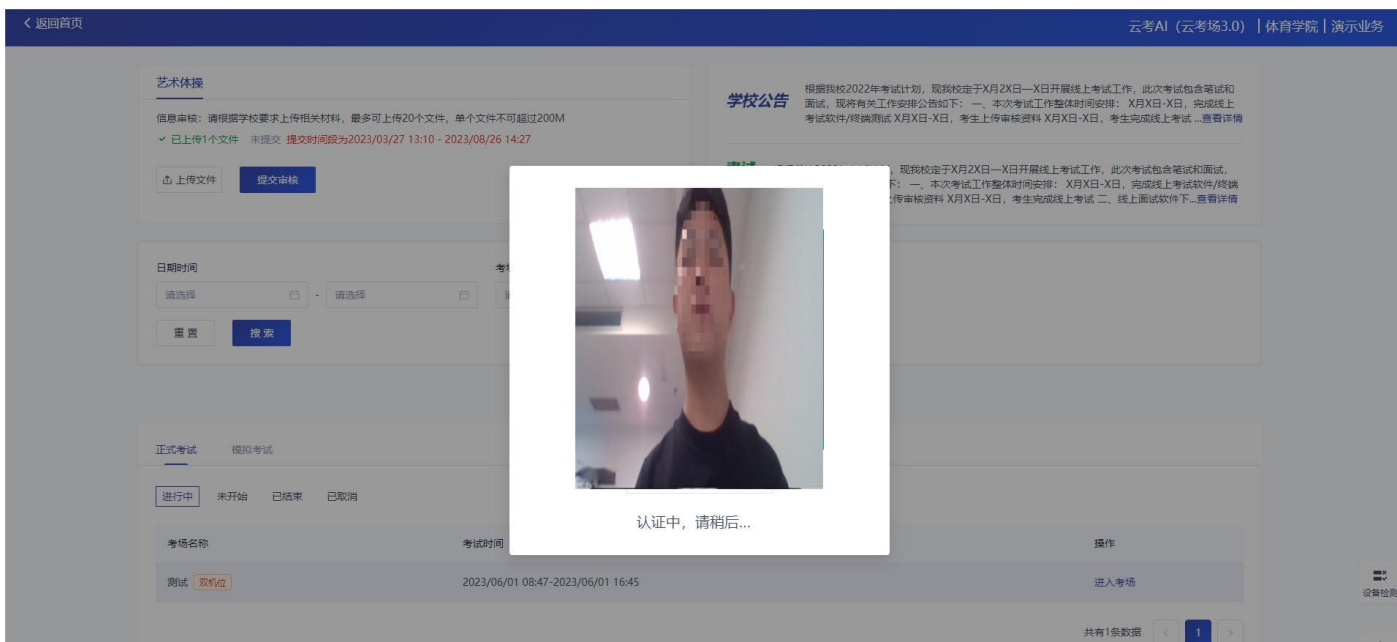 < 返回首页
云考AI（云考场3.0）｜体育学院｜演示业务
艺术体操
信息审核：请根据学校要求上传相关材料，最多可上传20个文件，单个文件不可超过200M
已上传1个文件 未提交 提交时间段为2023/03/27 13:10 - 2023/08/26 14:27
上传文件 提交审核
学校公告
根据我校2022年考试计划，现我校定于X月2X日—X日开展线上考试工作，此次考试包含笔试和
面试，现将有关工作安排公告如下： 一、本次考试工作整体时间安排： X月X日-X日，完成线上
考试软件/终端测试 X月X日-X日，考生上传审核资料 X月X日-X日，考生完成线上考试 ...查看详情
，现我校定于X月2X日—X日开展线上考试工作，此次考试包含笔试和面试，
下： 一、本次考试工作整体时间安排： X月X日-X日，完成线上考试软件/终端
传审核资料 X月X日-X日，考生完成线上考试 二、线上面试软件下...查看详情
日期时间
请选择 - 请选择
重置 搜索
认证中，请稍后...
正式考试 模拟考试
进行中 未开始 已结束 已取消
考场名称 考试时间 操作
测试 双机位 2023/06/01 08:47-2023/06/01 16:45 进入考场
设备检测
共有1条数据 < 1 >